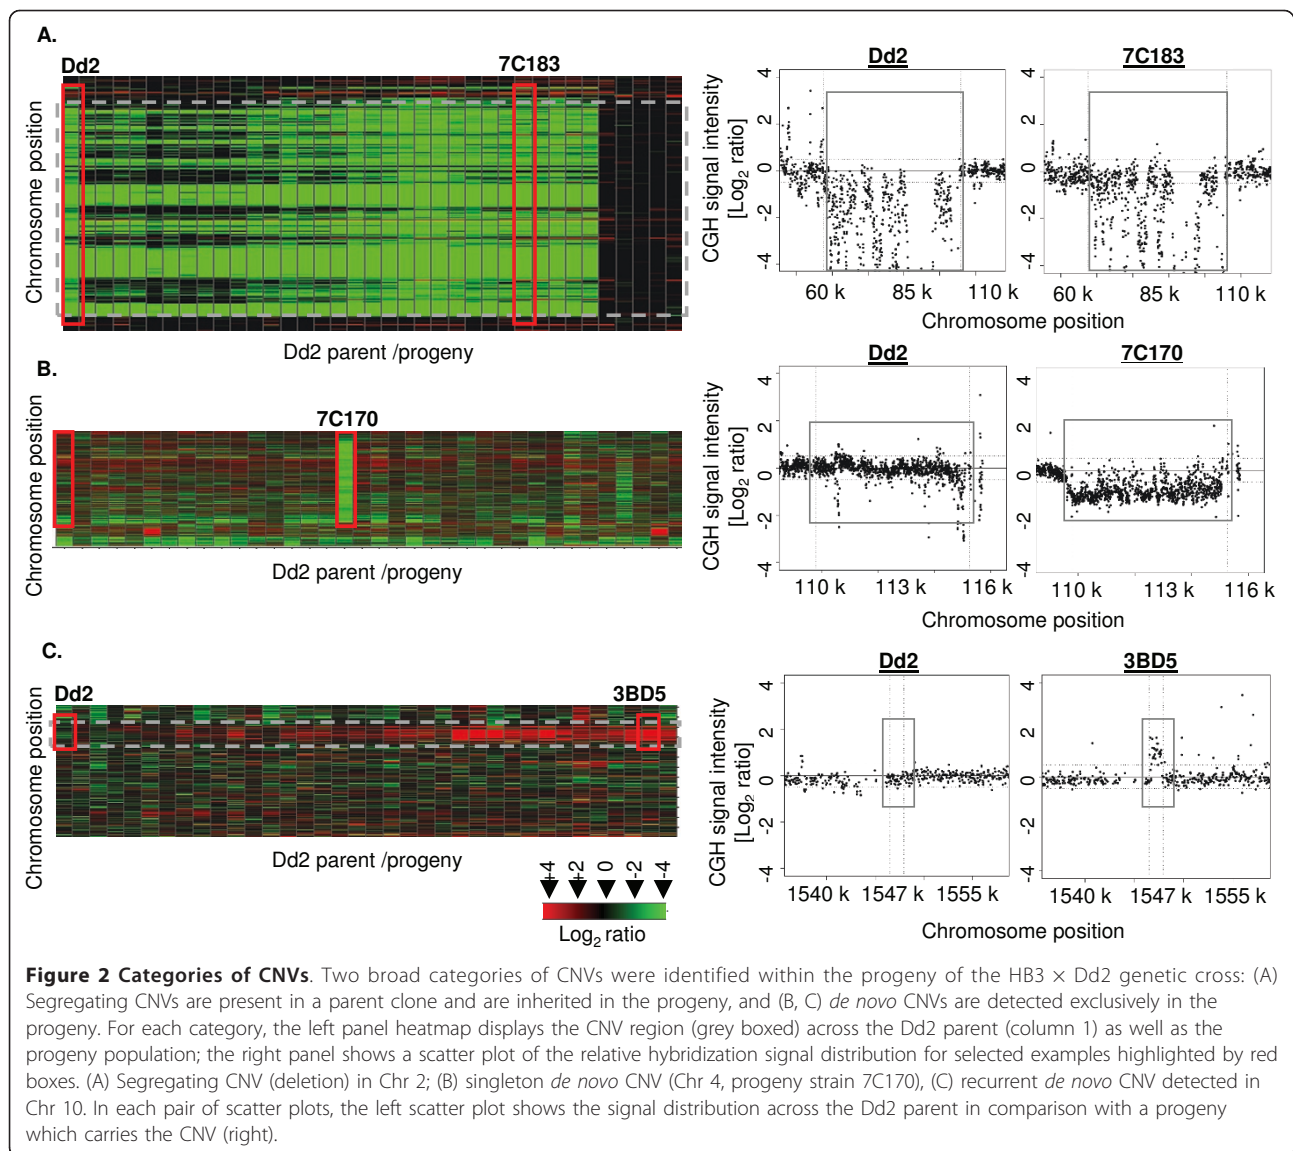 A.
Dd2
7C183
Chromosome position
Dd2 parent /progeny
Dd2
7C183
CGH signal intensity
[Log2 ratio]
4
2
0
-2
-4
60 k 85 k 110 k
60 k 85 k 110 k
Chromosome position
B.
7C170
Chromosome position
Dd2 parent /progeny
Dd2
7C170
CGH signal intensity
[Log2 ratio]
4
2
0
-2
-4
4
2
0
-2
-4
110 k 113 k 116 k
110 k 113 k 116 k
Chromosome position
C.
Dd2
3BD5
Chromosome position
Dd2 parent /progeny
+4 +2 0 -2 -4
Log2 ratio
Dd2
3BD5
CGH signal intensity
[Log2 ratio]
4
2
0
-2
-4
4
2
0
-2
-4
1540 k 1547 k 1555 k
1540 k 1547 k 1555 k
Chromosome position
Figure 2 Categories of CNVs. Two broad categories of CNVs were identified within the progeny of the HB3 × Dd2 genetic cross: (A)
Segregating CNVs are present in a parent clone and are inherited in the progeny, and (B, C) de novo CNVs are detected exclusively in the
progeny. For each category, the left panel heatmap displays the CNV region (grey boxed) across the Dd2 parent (column 1) as well as the
progeny population; the right panel shows a scatter plot of the relative hybridization signal distribution for selected examples highlighted by red
boxes. (A) Segregating CNV (deletion) in Chr 2; (B) singleton de novo CNV (Chr 4, progeny strain 7C170), (C) recurrent de novo CNV detected in
Chr 10. In each pair of scatter plots, the left scatter plot shows the signal distribution across the Dd2 parent in comparison with a progeny
which carries the CNV (right).